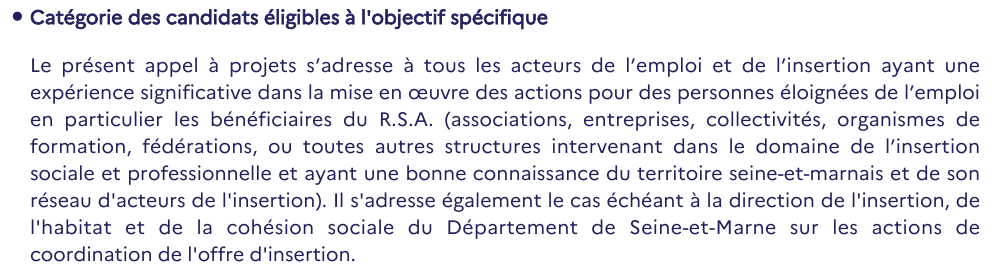 • Catégorie des candidats éligibles à l'objectif spécifique
Le présent appel à projets s’adresse à tous les acteurs de l’emploi et de l’insertion ayant une
expérience significative dans la mise en œuvre des actions pour des personnes éloignées de l’emploi
en particulier les bénéficiaires du R.S.A. (associations, entreprises, collectivités, organismes de
formation, fédérations, ou toutes autres structures intervenant dans le domaine de l’insertion
sociale et professionnelle et ayant une bonne connaissance du territoire seine-et-marnais et de son
réseau d'acteurs de l'insertion). Il s'adresse également le cas échéant à la direction de l'insertion, de
l'habitat et de la cohésion sociale du Département de Seine-et-Marne sur les actions de
coordination de l'offre d'insertion.